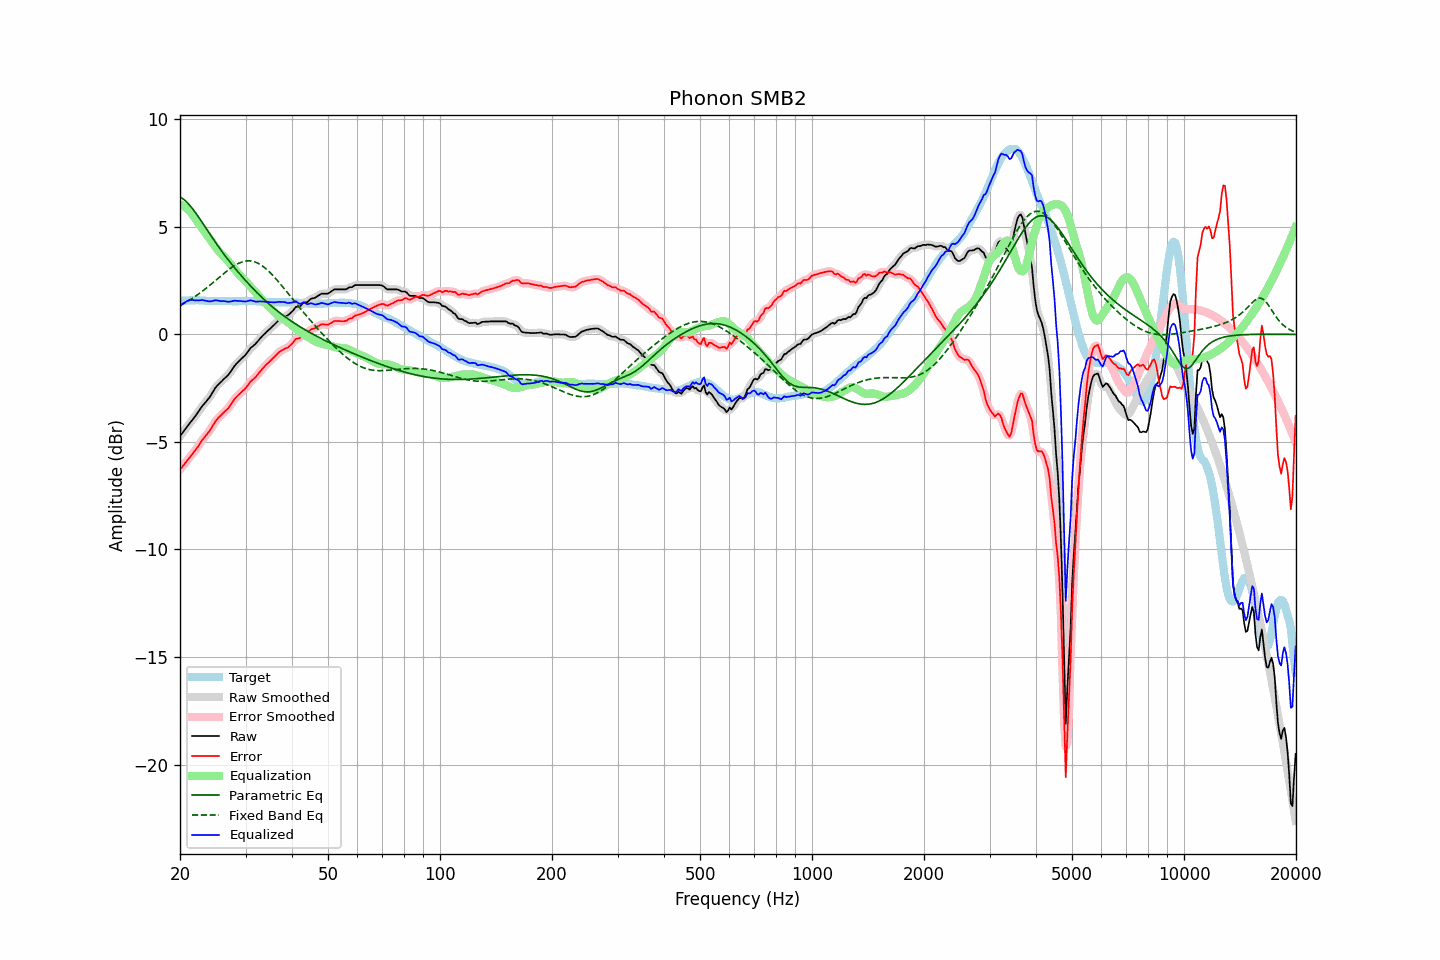 Phonon SMB2
10
5
0
−5
−10
−15
−20
Amplitude (dBr)
Target
Raw Smoothed
Error Smoothed
Raw
Error
Equalization
Parametric Eq
Fixed Band Eq
Equalized
20 50 100 200 500 1000 2000 5000 10000 20000
Frequency (Hz)